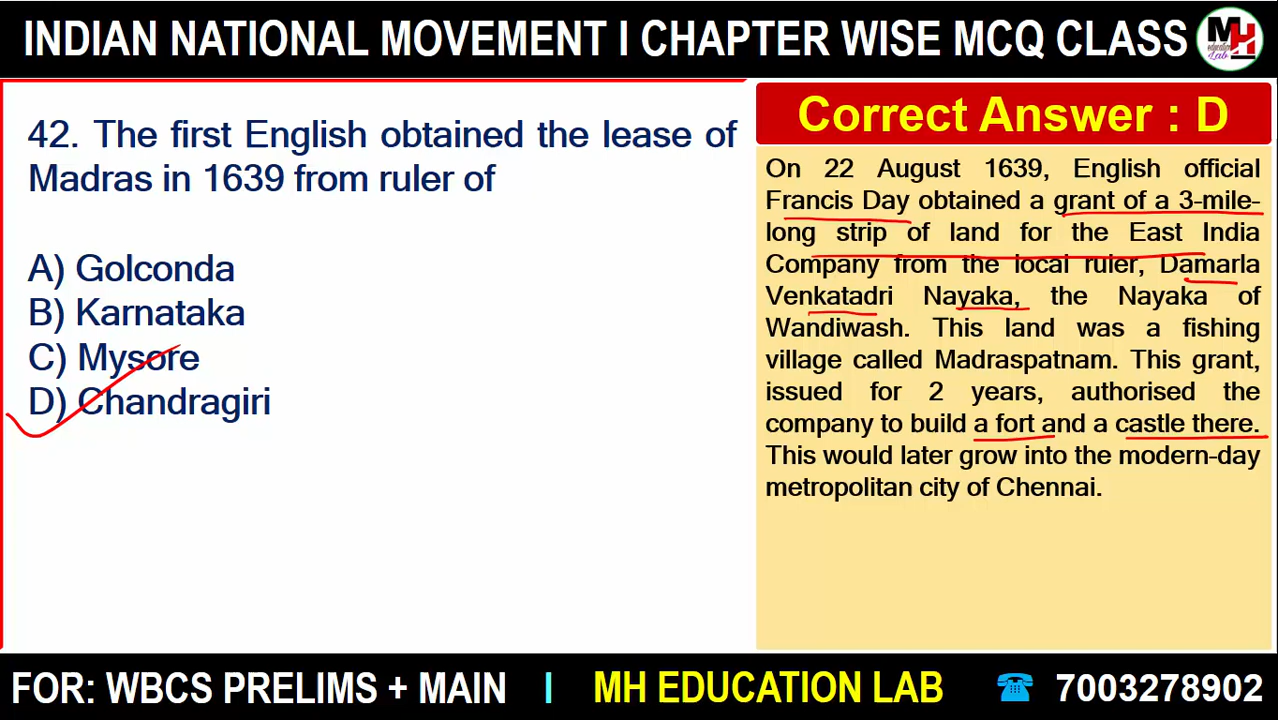 INDIAN NATIONAL MOVEMENT I CHAPTER WISE MCQ CLASS
MH
education
Lab
42. The first English obtained the lease of
Madras in 1639 from ruler of
A) Golconda
B) Karnataka
C) Mysore
D) Chandragiri
Correct Answer : D
On 22 August 1639, English official
Francis Day obtained a grant of a 3-mile-
long strip of land for the East India
Company from the local ruler, Damarla
Venkatadri Nayaka, the Nayaka of
Wandiwash. This land was a fishing
village called Madraspatnam. This grant,
issued for 2 years, authorised the
company to build a fort and a castle there.
This would later grow into the modern-day
metropolitan city of Chennai.
FOR: WBCS PRELIMS + MAIN I MH EDUCATION LAB ☎ 7003278902